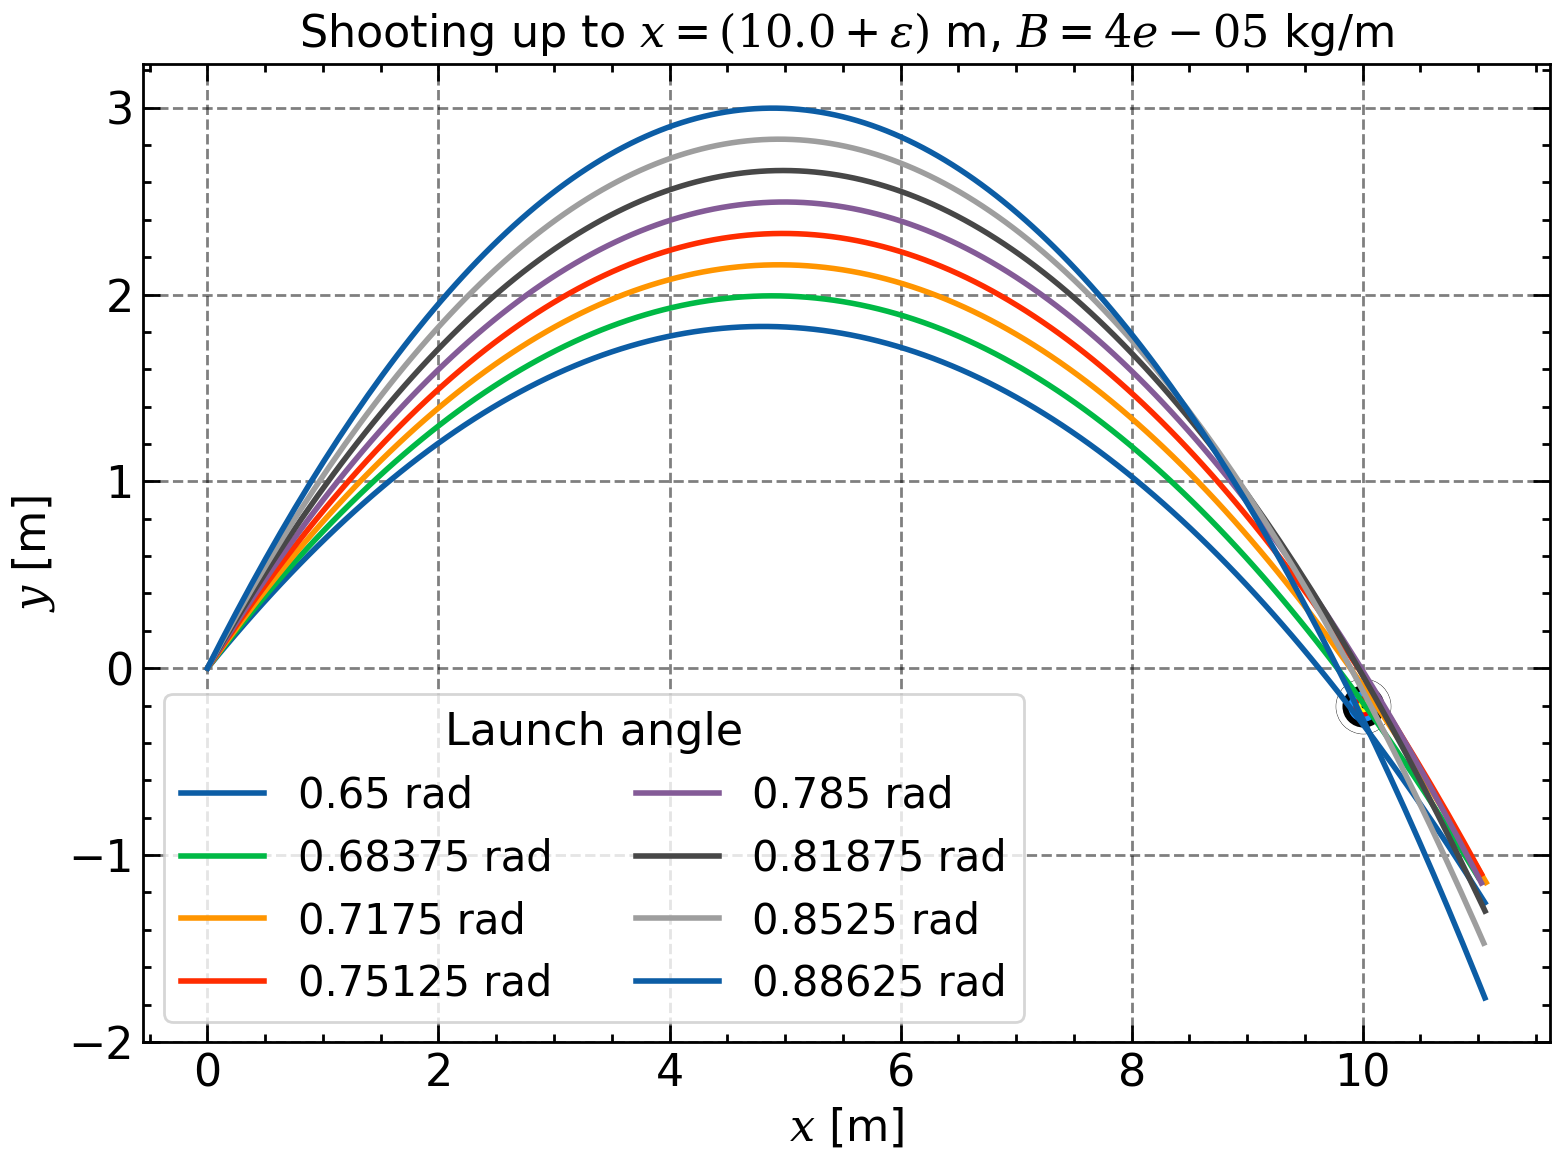 Shooting up to x = (10.0 + ε) m, B = 4e − 05 kg/m
3
2
1
0
−1
−2
y [m]
Launch angle
0.65 rad
0.68375 rad
0.7175 rad
0.75125 rad
0.785 rad
0.81875 rad
0.8525 rad
0.88625 rad
0 2 4 6 8 10
x [m]